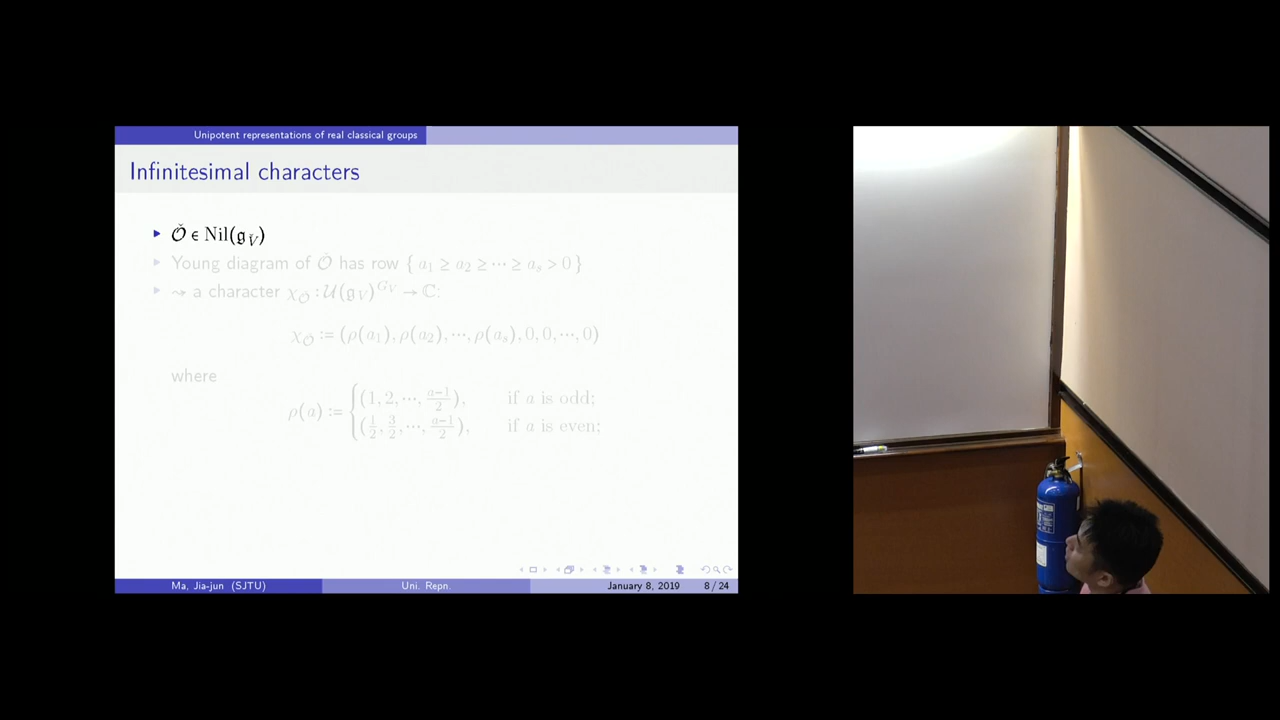 Unipotent representations of real classical groups
Infinitesimal characters
Ǒ ∈ Nil(𝔤_V̌)
Young diagram of Ǒ has row { a₁ ≥ a₂ ≥ ⋯ ≥ aₛ > 0 }
⇝ a character χ_Ǒ : 𝒰(𝔤_V)^{G_V} → ℂ:
χ_Ǒ := (ρ(a₁), ρ(a₂), ⋯, ρ(aₛ), 0, 0, ⋯, 0)
where
ρ(a) := { (1, 2, ⋯, (a−1)/2), if a is odd;
(1/2, 3/2, ⋯, (a−1)/2), if a is even;
Ma, Jia-jun (SJTU) Uni. Repn. January 8, 2019 8 / 24